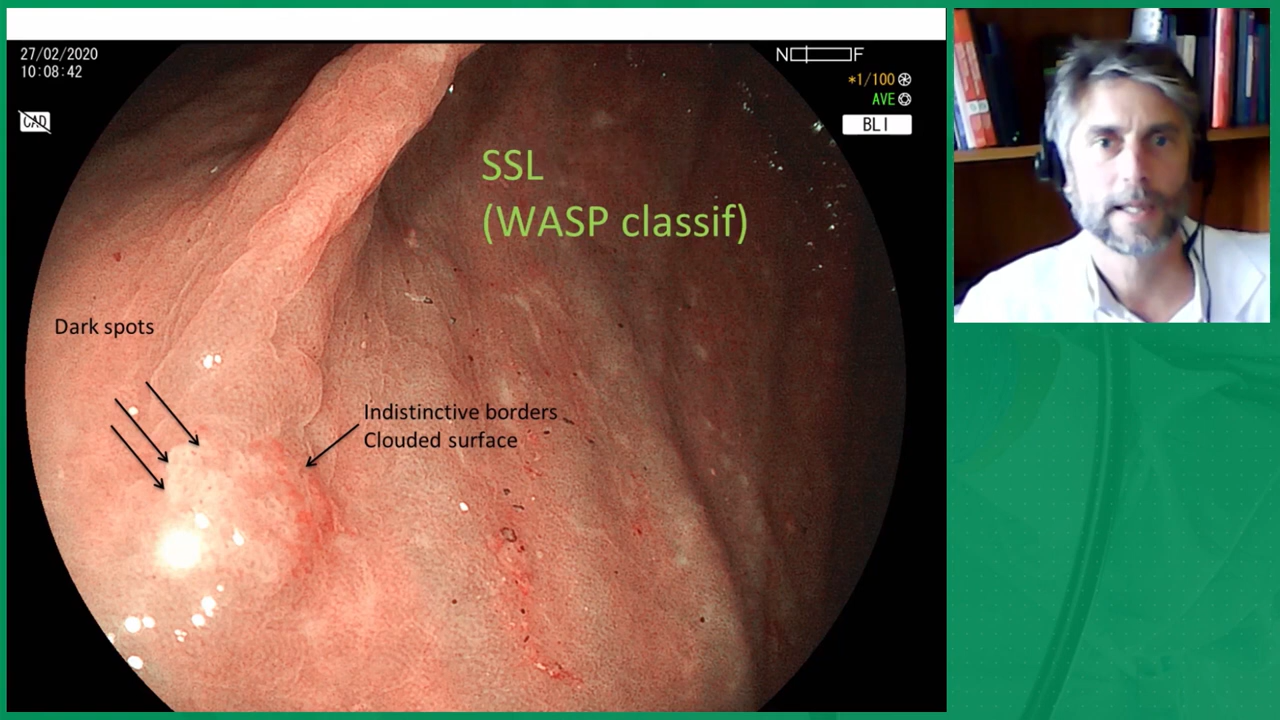 27/02/2020
10:08:42
N F
*1/100
AVE
CAD
BLI
SSL
(WASP classif)
Dark spots
Indistinctive borders
Clouded surface